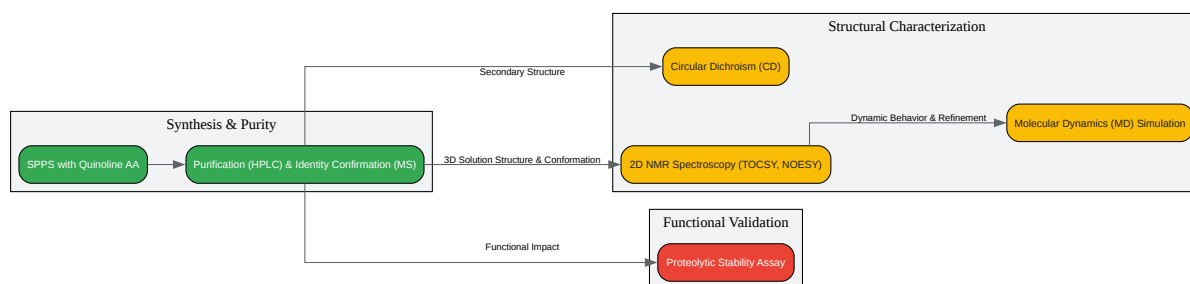 Structural Characterization
Circular Dichroism (CD)
Secondary Structure
Synthesis & Purity
Dynamic Behavior & Refinement
Molecular Dynamics (MD) Simulation
SPPS with Quinoline AA
Purification (HPLC) & Identity Confirmation (MS)
3D Solution Structure & Conformation
2D NMR Spectroscopy (TOCSY, NOESY)
Functional Validation
Functional Impact
Proteolytic Stability Assay